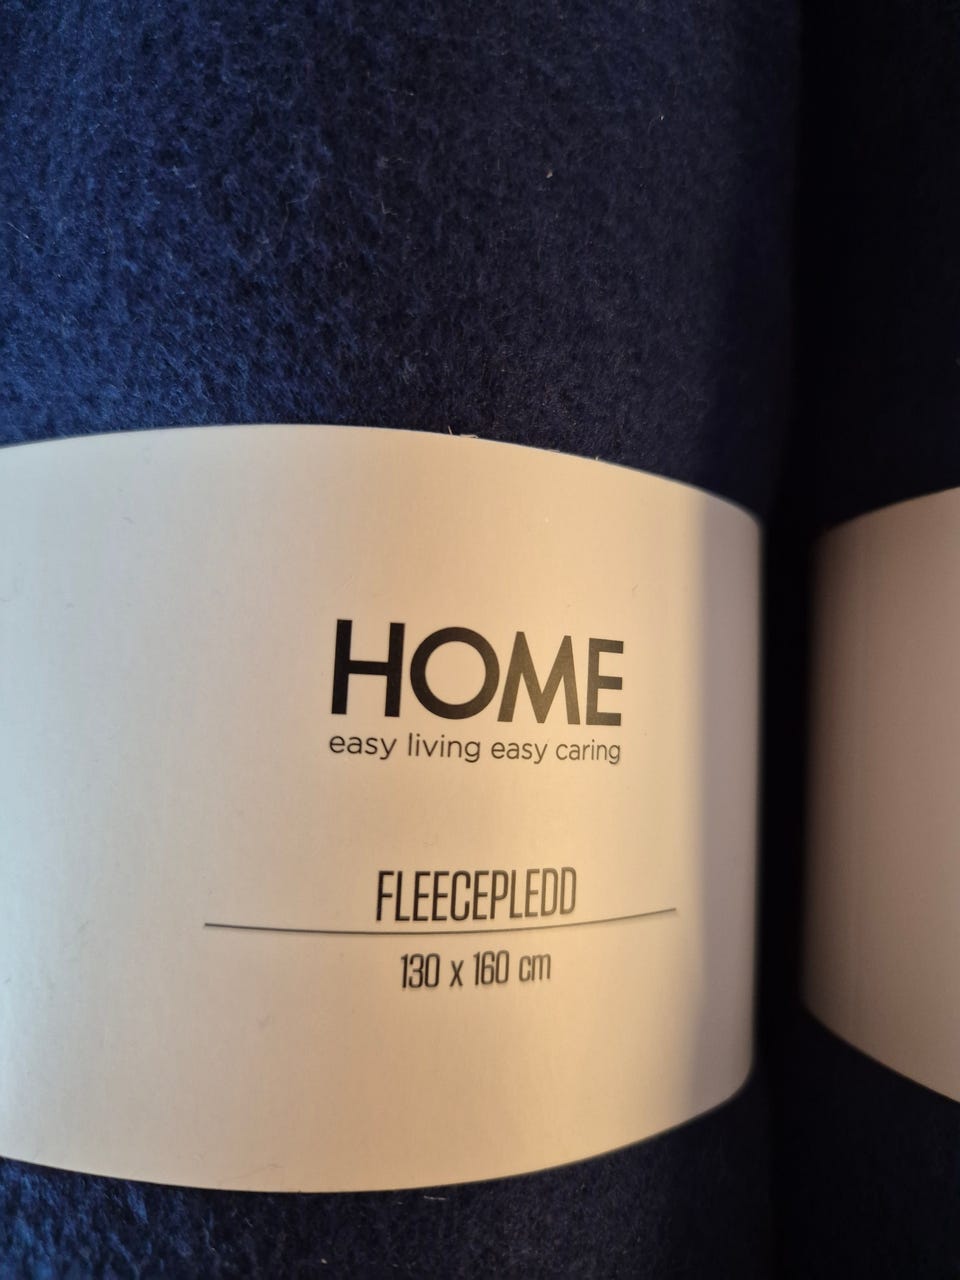 HOME
easy living easy caring
FLEECEPLEDD
130 x 160 cm